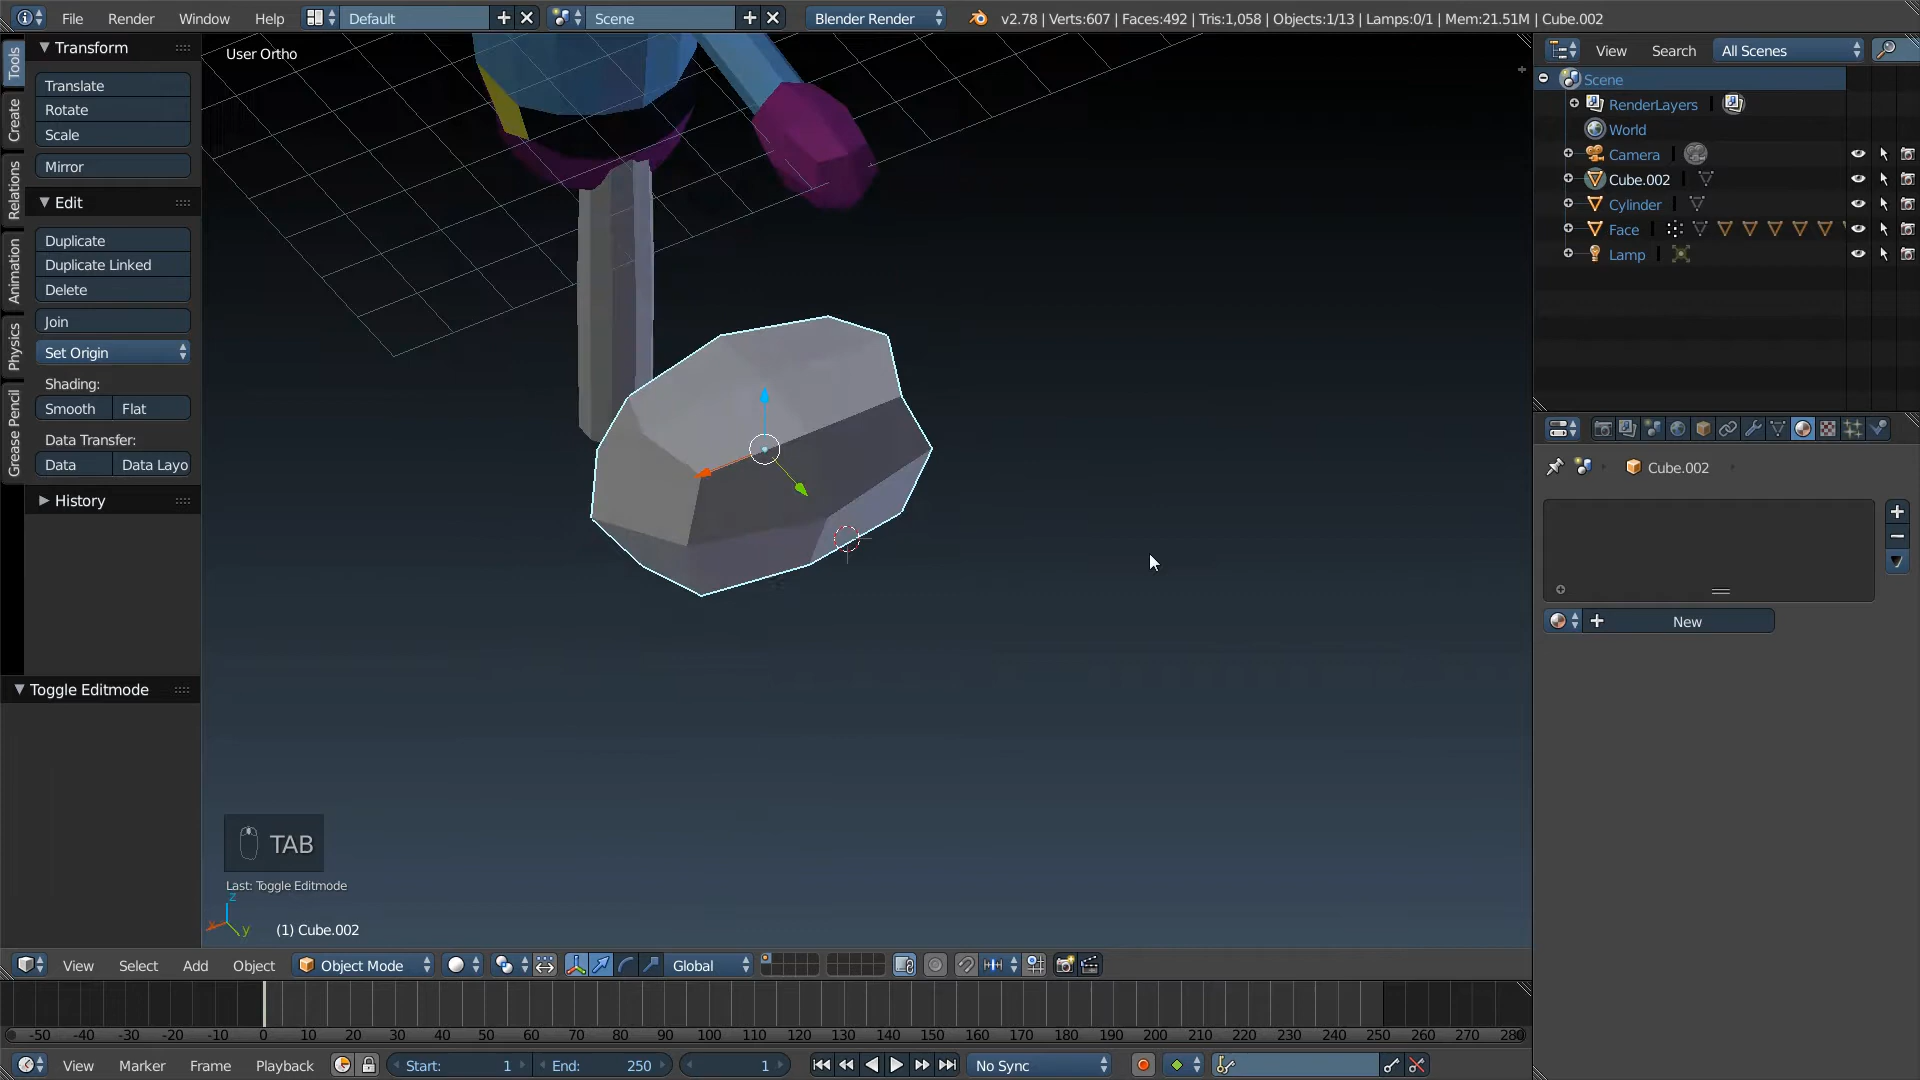 File Render Window Help Default Scene Blender Render v2.78 | Verts:607 | Faces:492 | Tris:1,058 | Objects:1/13 | Lamps:0/1 | Mem:21.51M | Cube.002
Tools
Create
Relations
Animation
Physics
Grease Pencil
Transform
Translate
Rotate
Scale
Mirror
Edit
Duplicate
Duplicate Linked
Delete
Join
Set Origin
Shading:
Smooth Flat
Data Transfer:
Data Data Layo
History
Toggle Editmode
User Ortho
TAB
Last: Toggle Editmode
z
x
y
(1) Cube.002
View Search All Scenes
Scene
RenderLayers
World
Camera
Cube.002
Cylinder
Face
Lamp
Cube.002
New
View Select Add Object Object Mode Global
-50 -40 -30 -20 -10 0 10 20 30 40 50 60 70 80 90 100 110 120 130 140 150 160 170 180 190 200 210 220 230 240 250 260 270 280
View Marker Frame Playback Start: 1 End: 250 1 No Sync